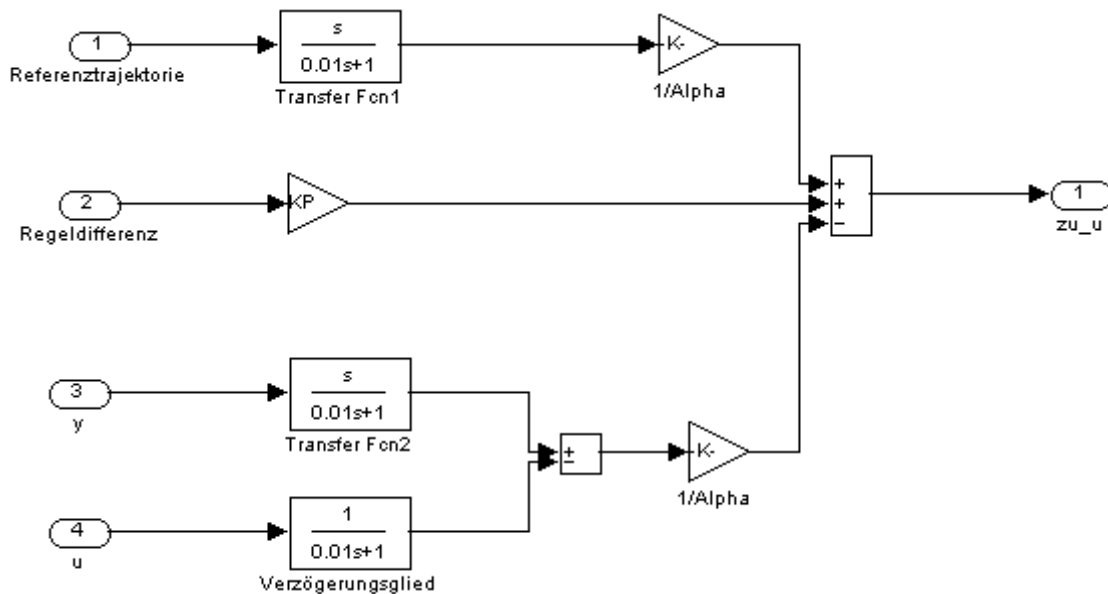 1
Referenztrajektorie
s
0.01s+1
Transfer Fcn1
K-
1/Alpha
2
Regeldifferenz
KP
+
+
−
1
zu_u
3
y
s
0.01s+1
Transfer Fcn2
+
−
K-
1/Alpha
4
u
1
0.01s+1
Verzögerungsglied